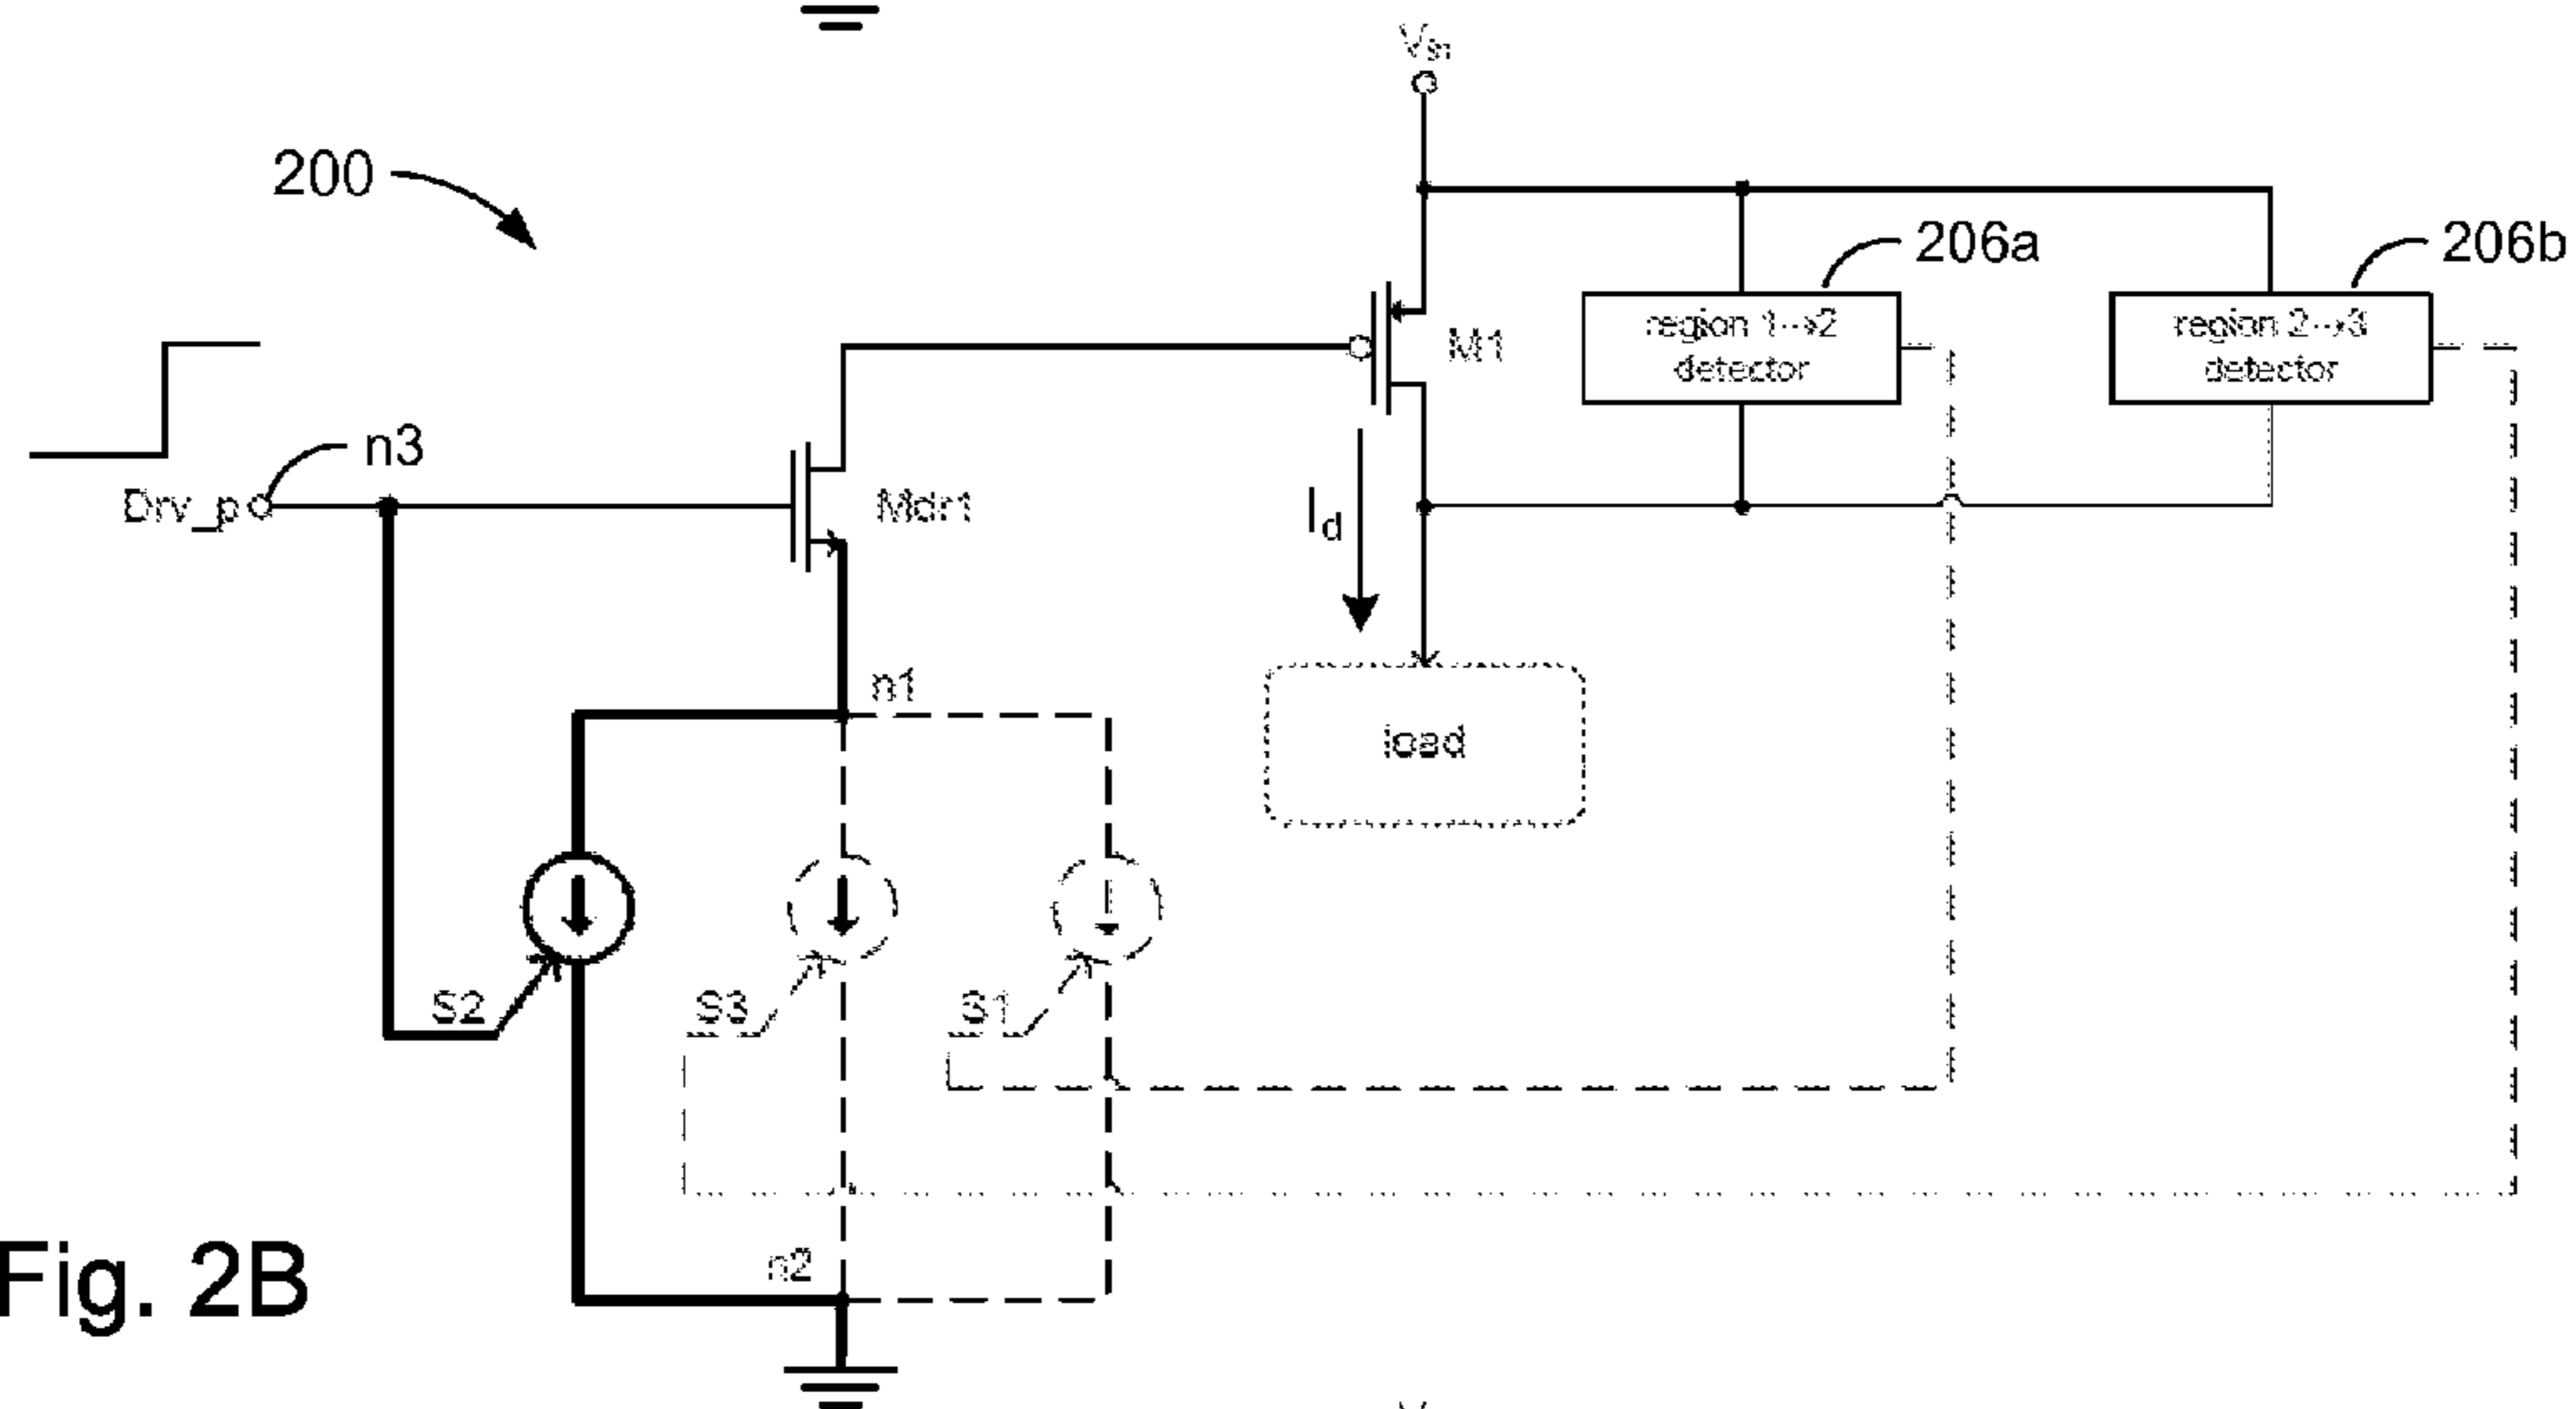 200
206a
206b
region 1→2
detector
region 2→3
detector
M1
n3
Drv_p
Mdr1
Id
n1
load
S2
S3
S1
n2
Fig. 2B